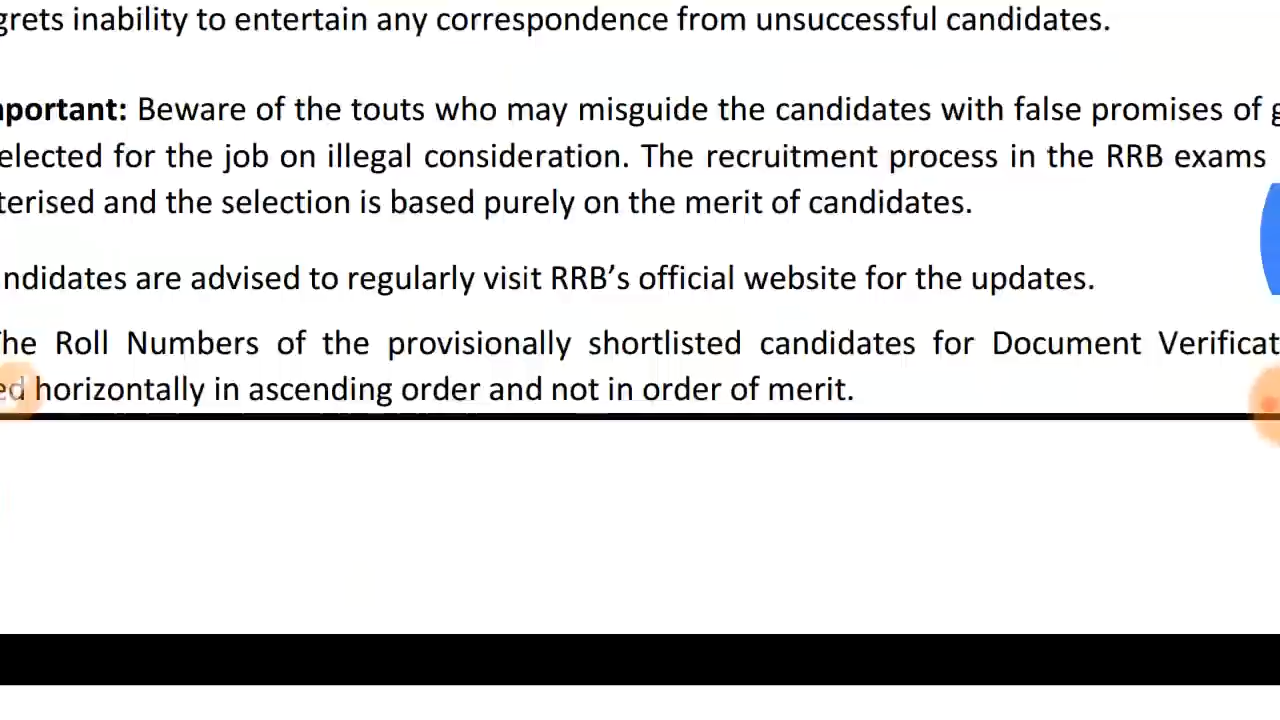 grets inability to entertain any correspondence from unsuccessful candidates.
nportant: Beware of the touts who may misguide the candidates with false promises of g
elected for the job on illegal consideration. The recruitment process in the RRB exams
terised and the selection is based purely on the merit of candidates.
ndidates are advised to regularly visit RRB’s official website for the updates.
The Roll Numbers of the provisionally shortlisted candidates for Document Verificat
ed horizontally in ascending order and not in order of merit.